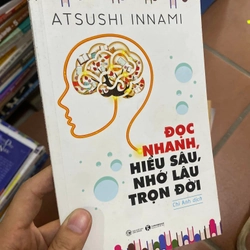 ATSUSHI INNAMI
ĐỌC
NHANH,
HIỂU SÂU,
NHỚ LÂU
TRỌN ĐỜI